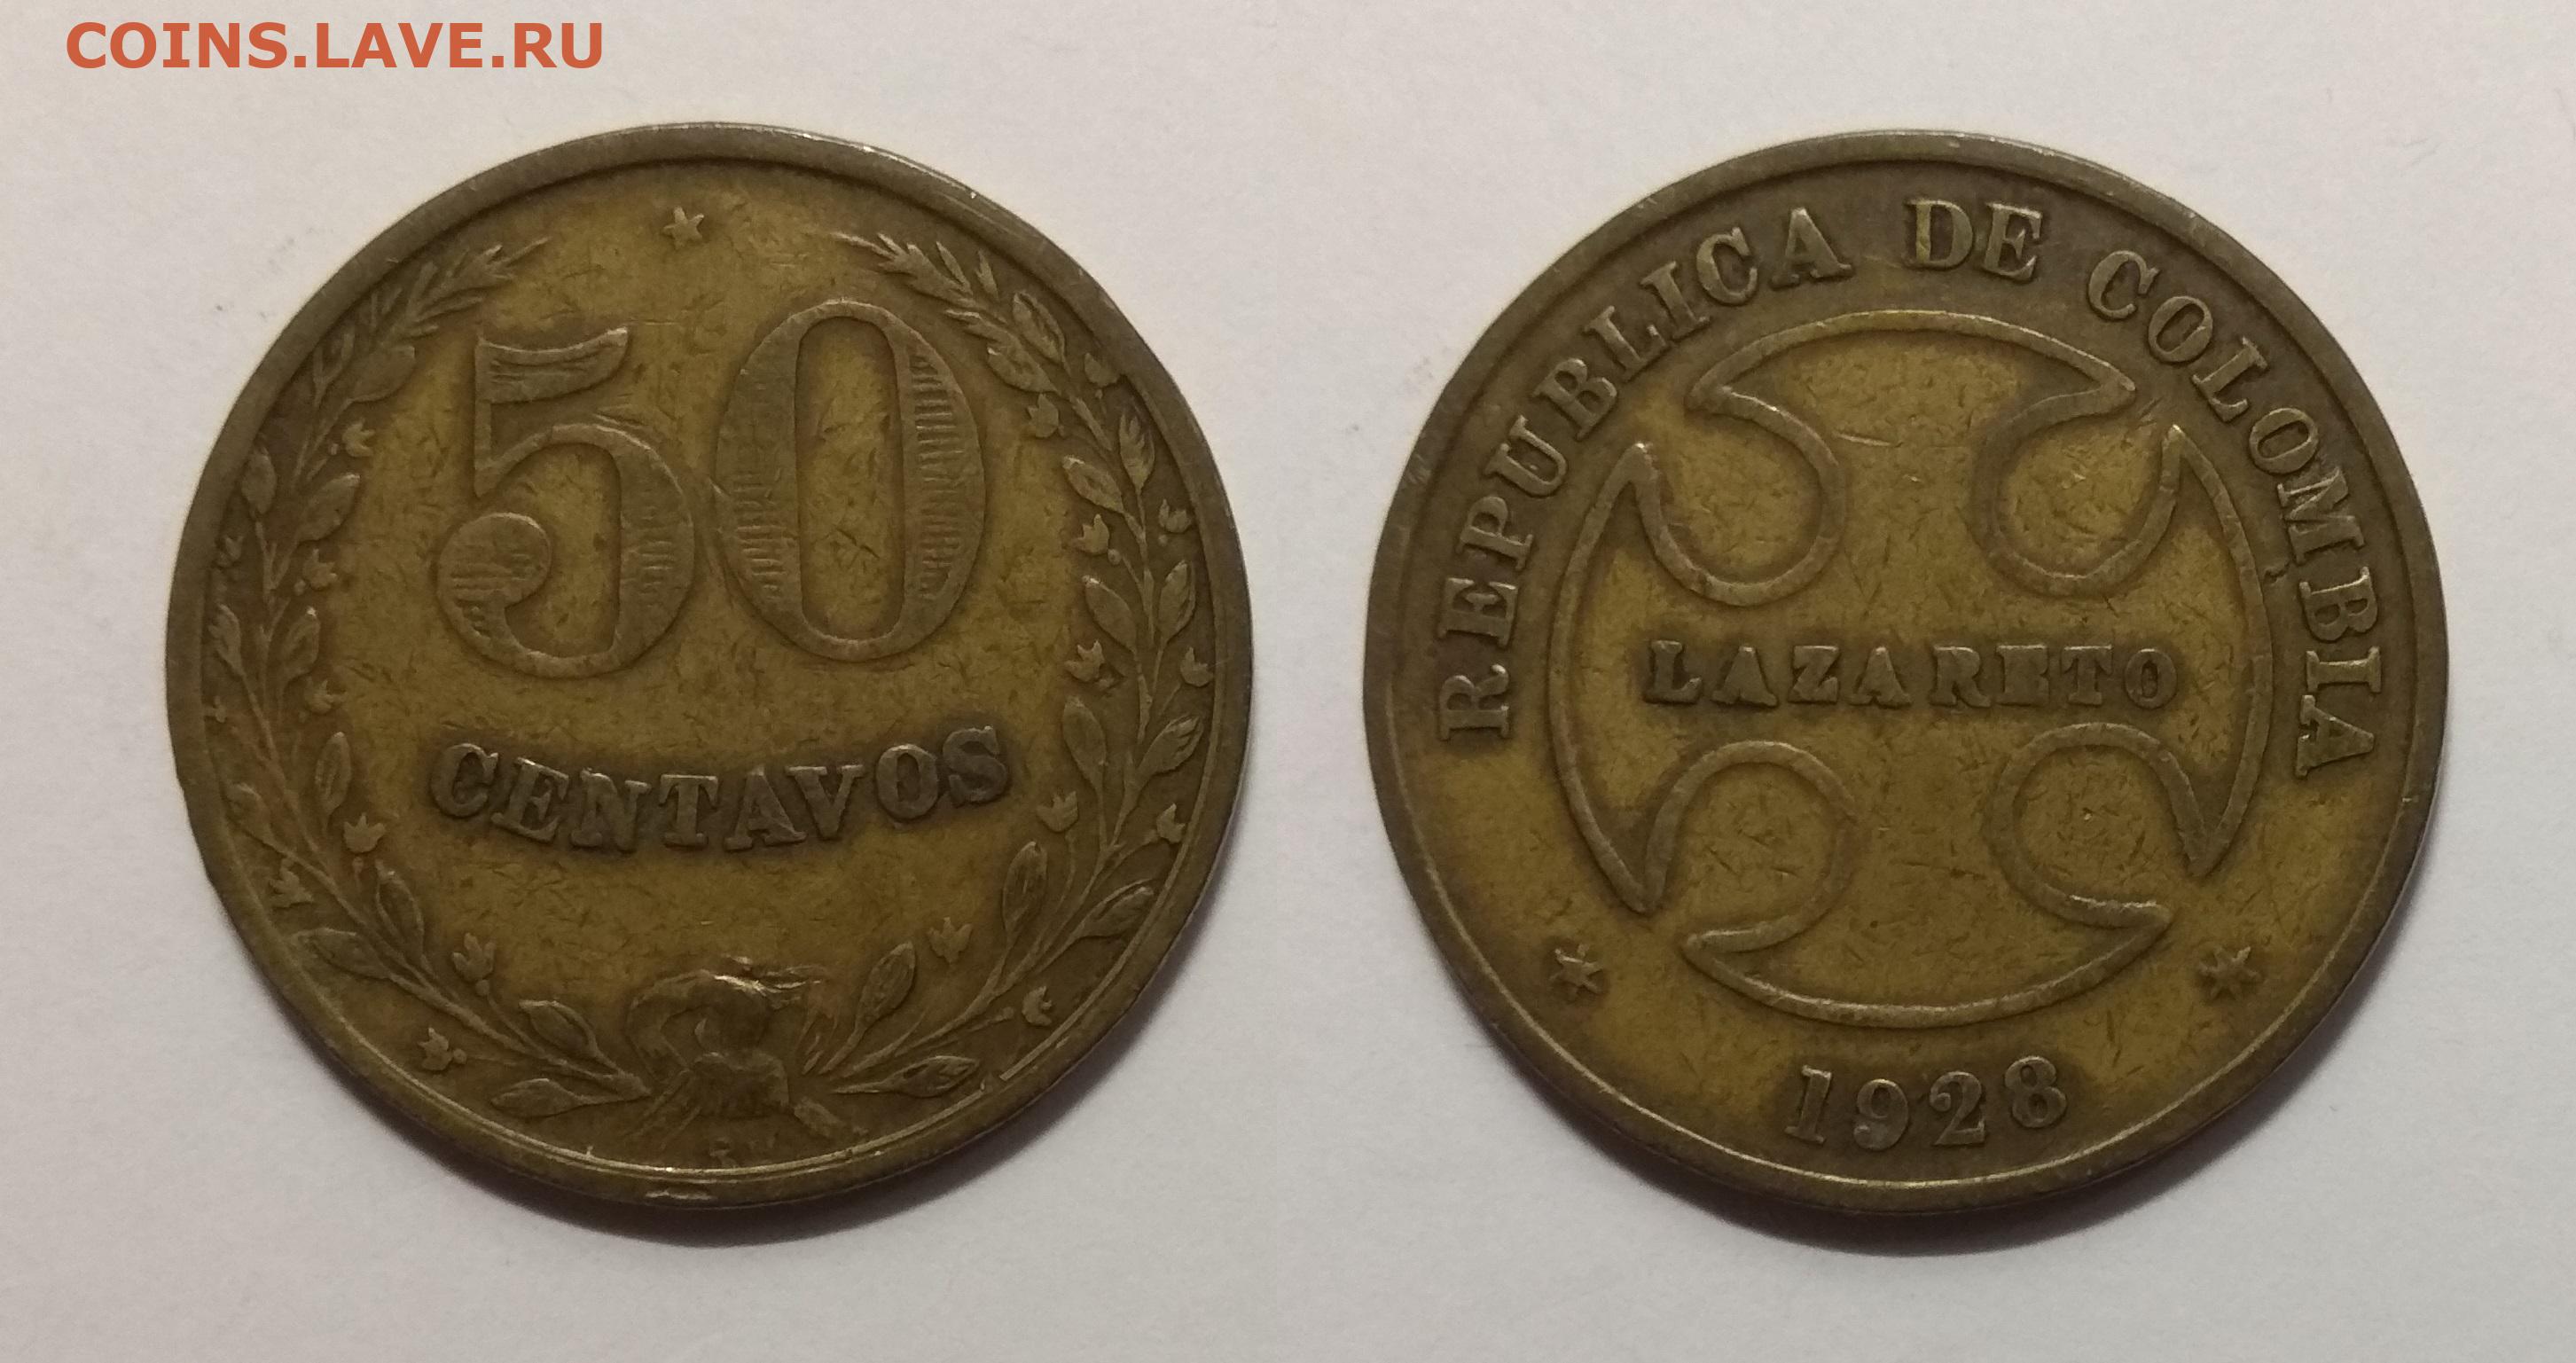 COINS.LAVE.RU
50
CENTAVOS
REPUBLICA DE COLOMBIA
LAZARETO
1928